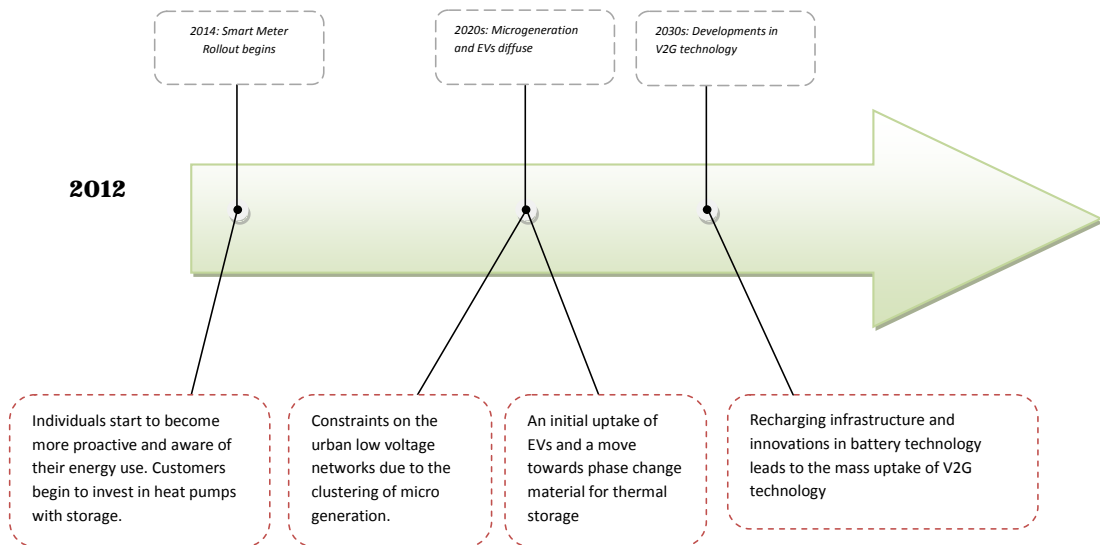 2014: Smart Meter
Rollout begins
2020s: Microgeneration
and EVs diffuse
2030s: Developments in
V2G technology
2012
Individuals start to become
more proactive and aware of
their energy use. Customers
begin to invest in heat pumps
with storage.
Constraints on the
urban low voltage
networks due to the
clustering of micro
generation.
An initial uptake of
EVs and a move
towards phase change
material for thermal
storage
Recharging infrastructure and
innovations in battery technology
leads to the mass uptake of V2G
technology